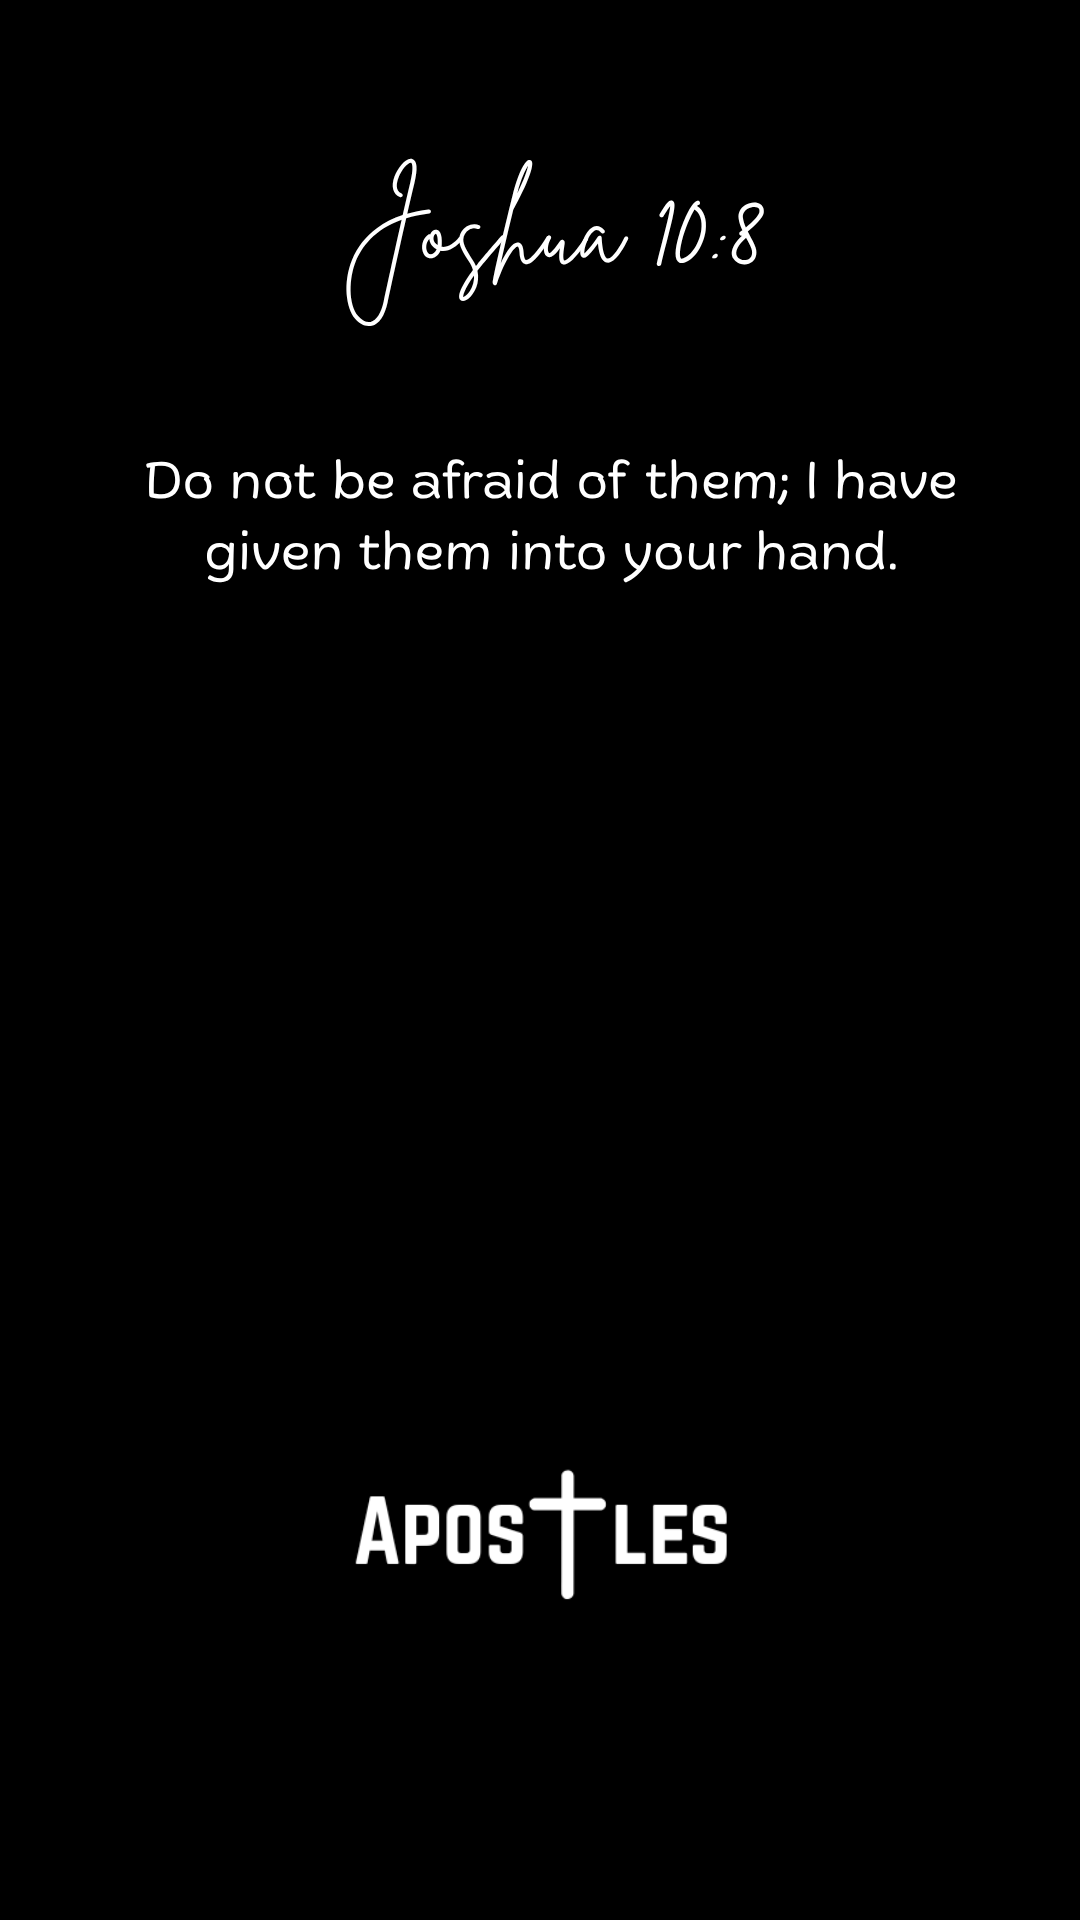 Joshua 10:8
Do not be afraid of them; I have
given them into your hand.
APOSTLES